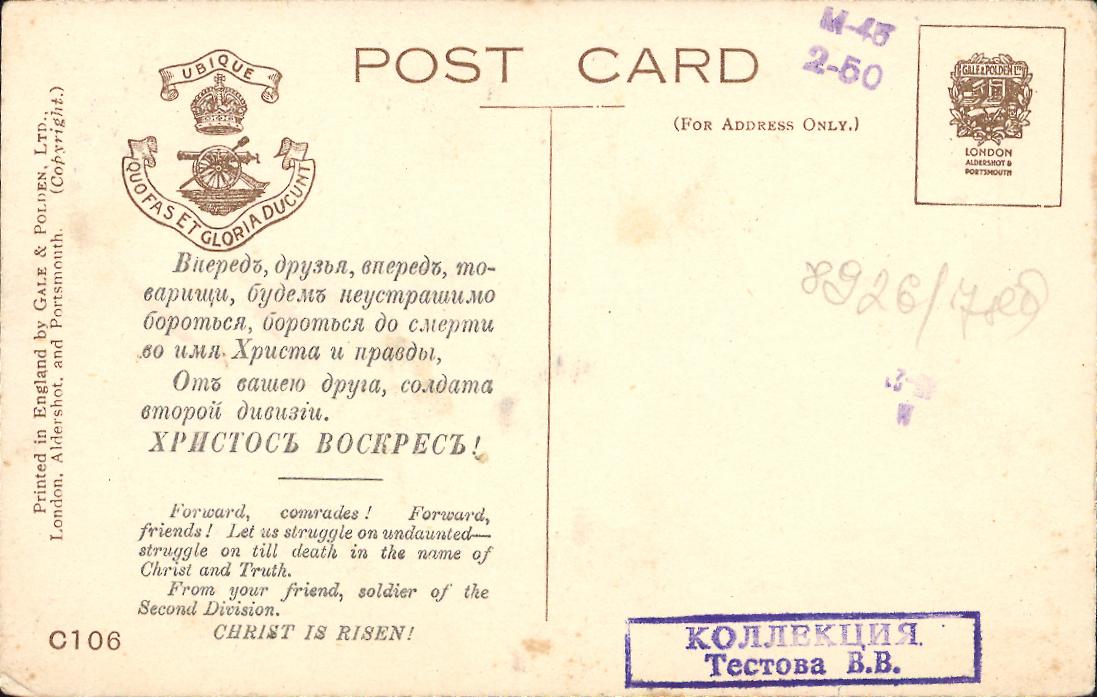 POST CARD
(FOR ADDRESS ONLY.)
M-45
2-50
GALE & POLDEN LTD
LONDON
ALDERSHOT &
PORTSMOUTH
UBIQUE
QUO FAS ET GLORIA DUCUNT
Printed in England by GALE & POLDEN, LTD.,
London, Aldershot, and Portsmouth. (Copyright.)
Впередъ, друзья, впередъ, то-
варищи, будемъ неустрашимо
бороться, бороться до смерти
во имя Христа и правды,
Отъ вашею друга, солдата
второй дивизіи.
ХРИСТОСЪ ВОСКРЕСЪ!
Forward, comrades! Forward,
friends! Let us struggle on undaunted—
struggle on till death in the name of
Christ and Truth.
From your friend, soldier of the
Second Division.
CHRIST IS RISEN!
C106
8926/
КОЛЛЕКЦИЯ
Тестова В.В.